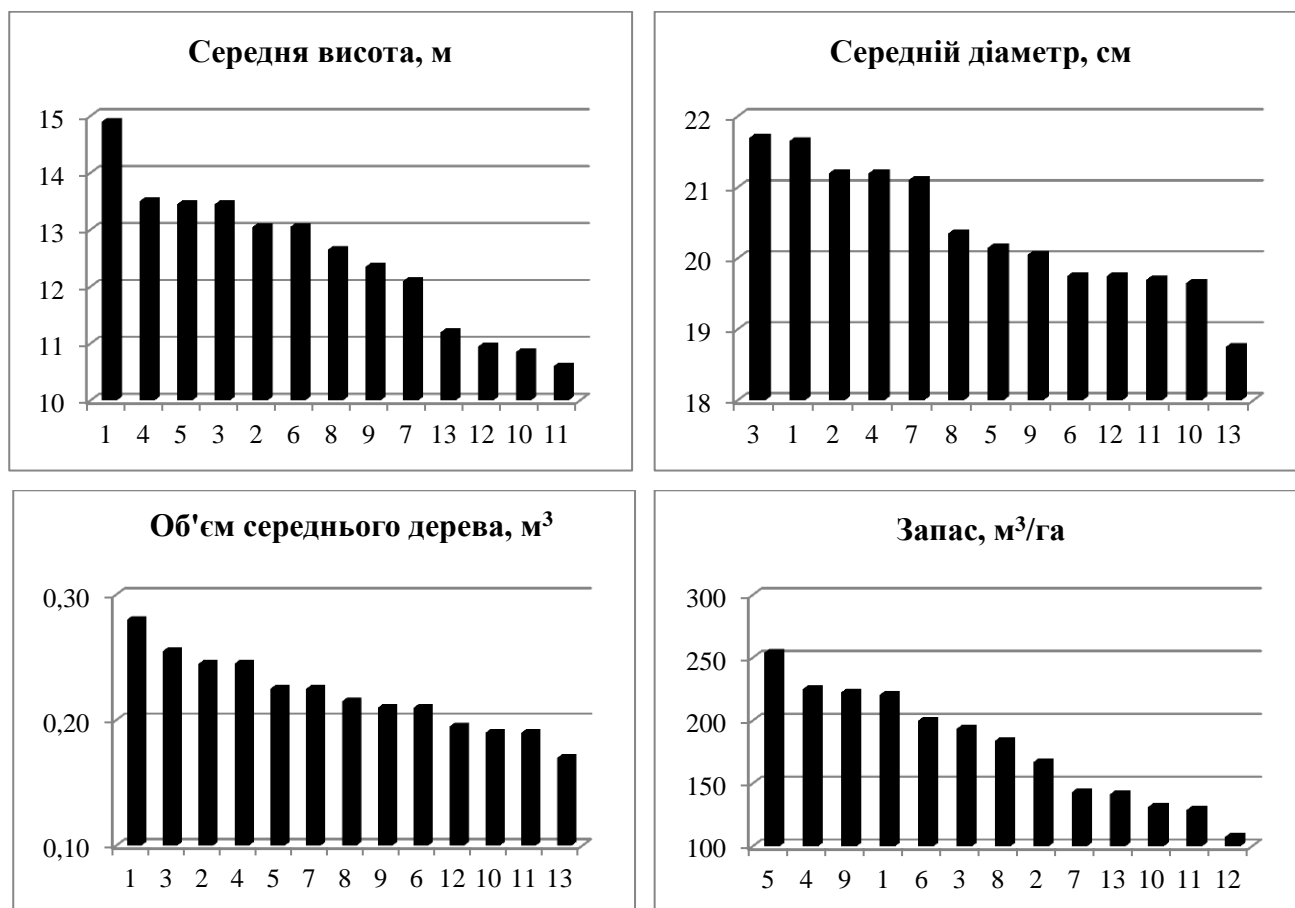 Середня висота, м
15
14
13
12
11
10
1 4 5 3 2 6 8 9 7 13 12 10 11
Середній діаметр, см
22
21
20
19
18
3 1 2 4 7 8 5 9 6 12 11 10 13
Об'єм середнього дерева, м³
0,30
0,20
0,10
1 3 2 4 5 7 8 9 6 12 10 11 13
Запас, м³/га
300
250
200
150
100
5 4 9 1 6 3 8 2 7 13 10 11 12